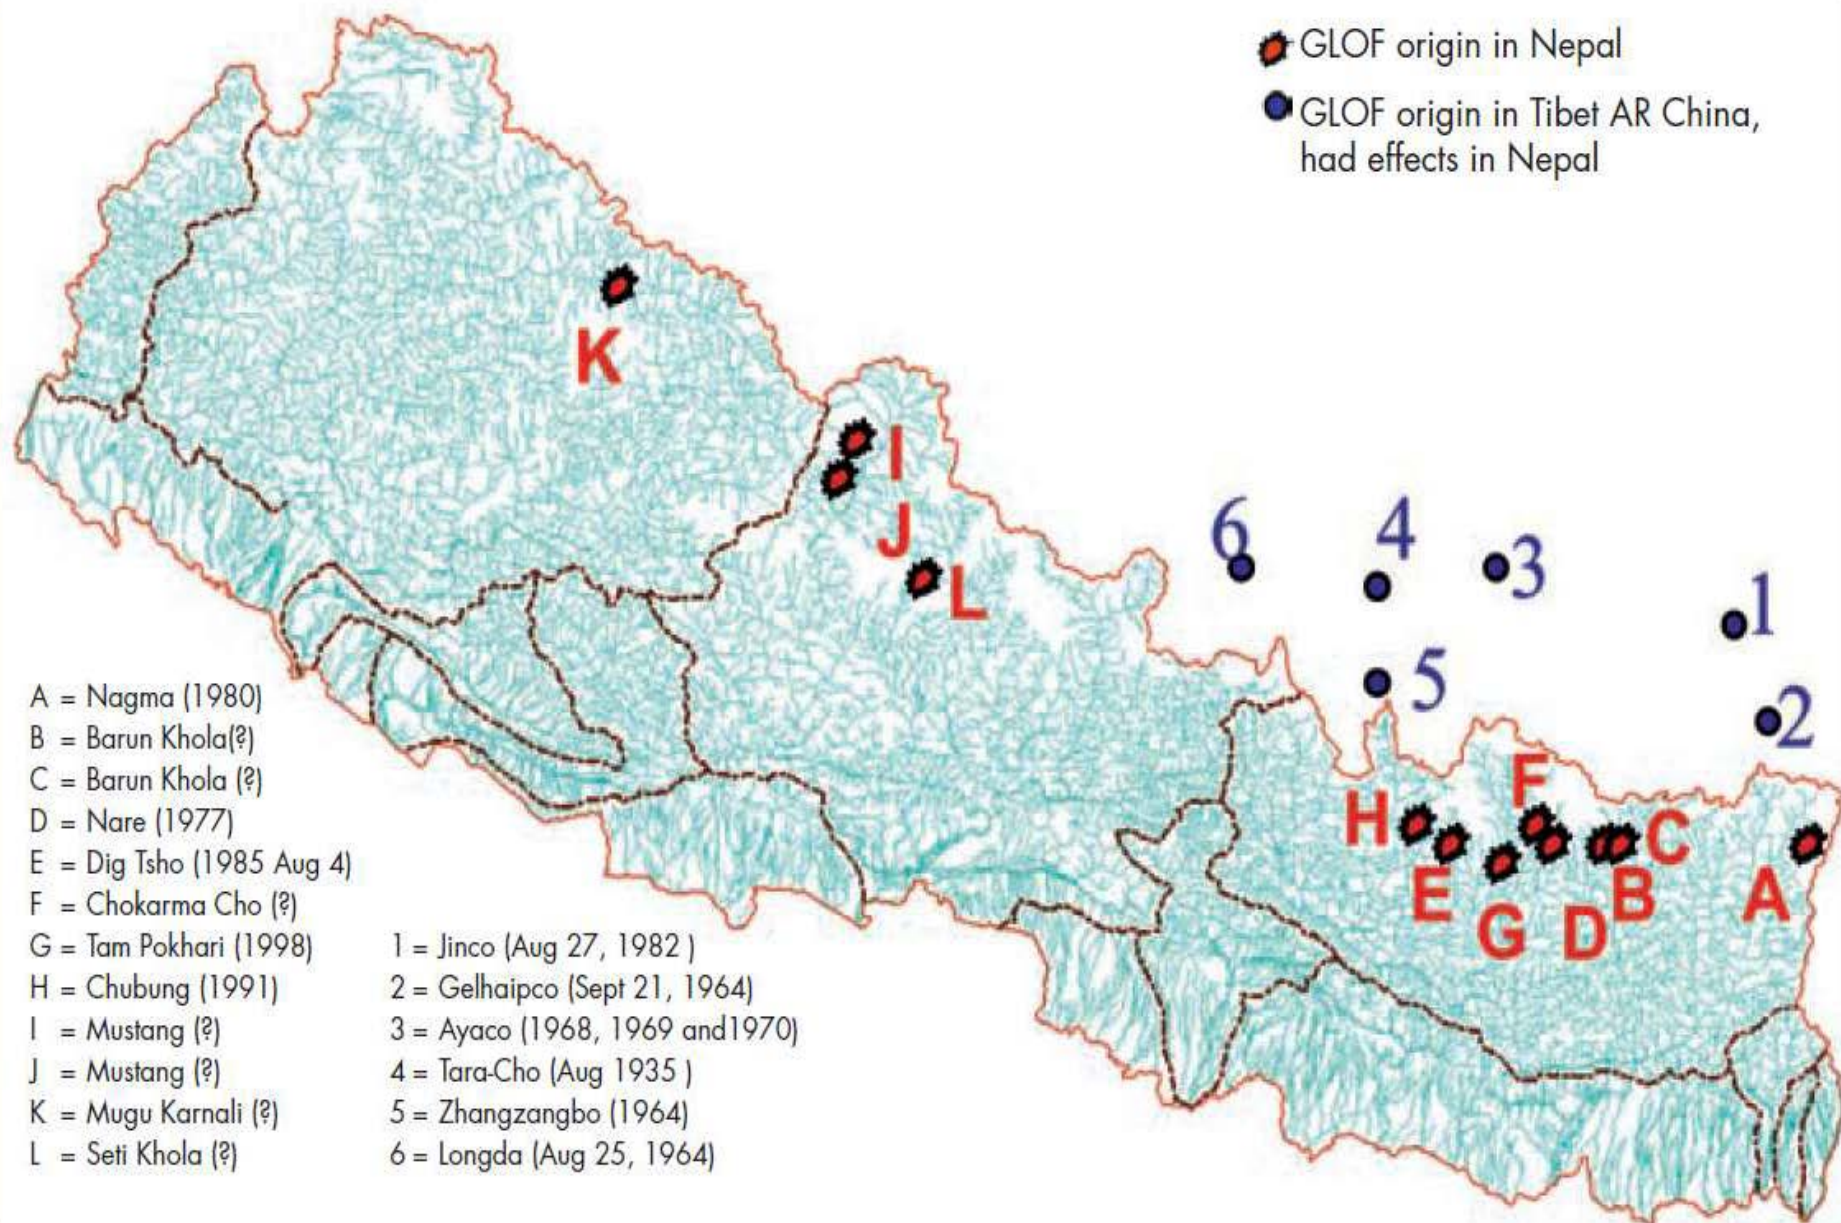 GLOF origin in Nepal
GLOF origin in Tibet AR China,
had effects in Nepal
K
I
J
L
6
4
3
1
5
2
F
H
C
E
B
A
G
D
A = Nagma (1980)
B = Barun Khola(?)
C = Barun Khola (?)
D = Nare (1977)
E = Dig Tsho (1985 Aug 4)
F = Chokarma Cho (?)
G = Tam Pokhari (1998)
H = Chubung (1991)
I = Mustang (?)
J = Mustang (?)
K = Mugu Karnali (?)
L = Seti Khola (?)
1 = Jinco (Aug 27, 1982 )
2 = Gelhaipco (Sept 21, 1964)
3 = Ayaco (1968, 1969 and1970)
4 = Tara-Cho (Aug 1935 )
5 = Zhangzangbo (1964)
6 = Longda (Aug 25, 1964)